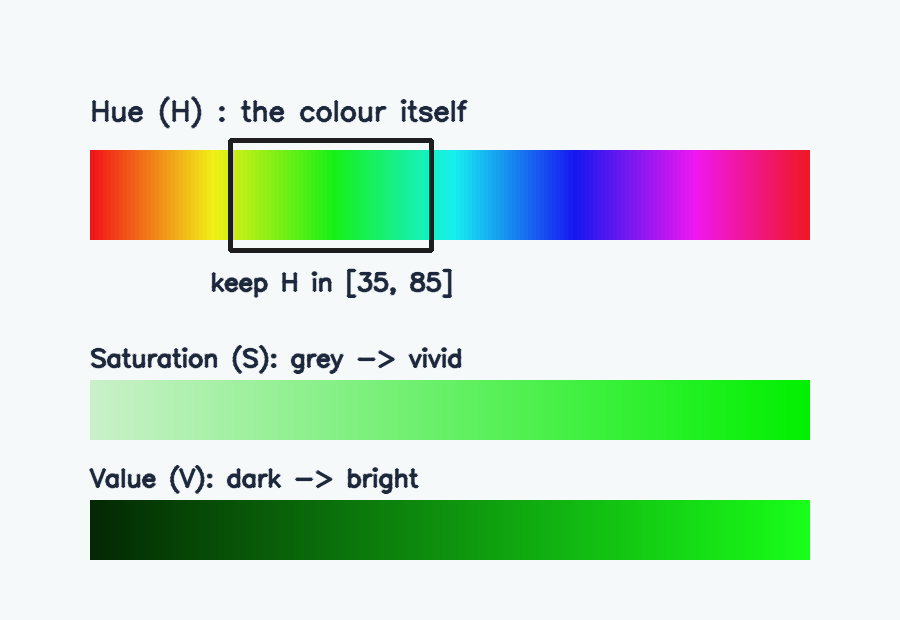 Hue (H) : the colour itself
keep H in [35, 85]
Saturation (S): grey -> vivid
Value (V): dark -> bright